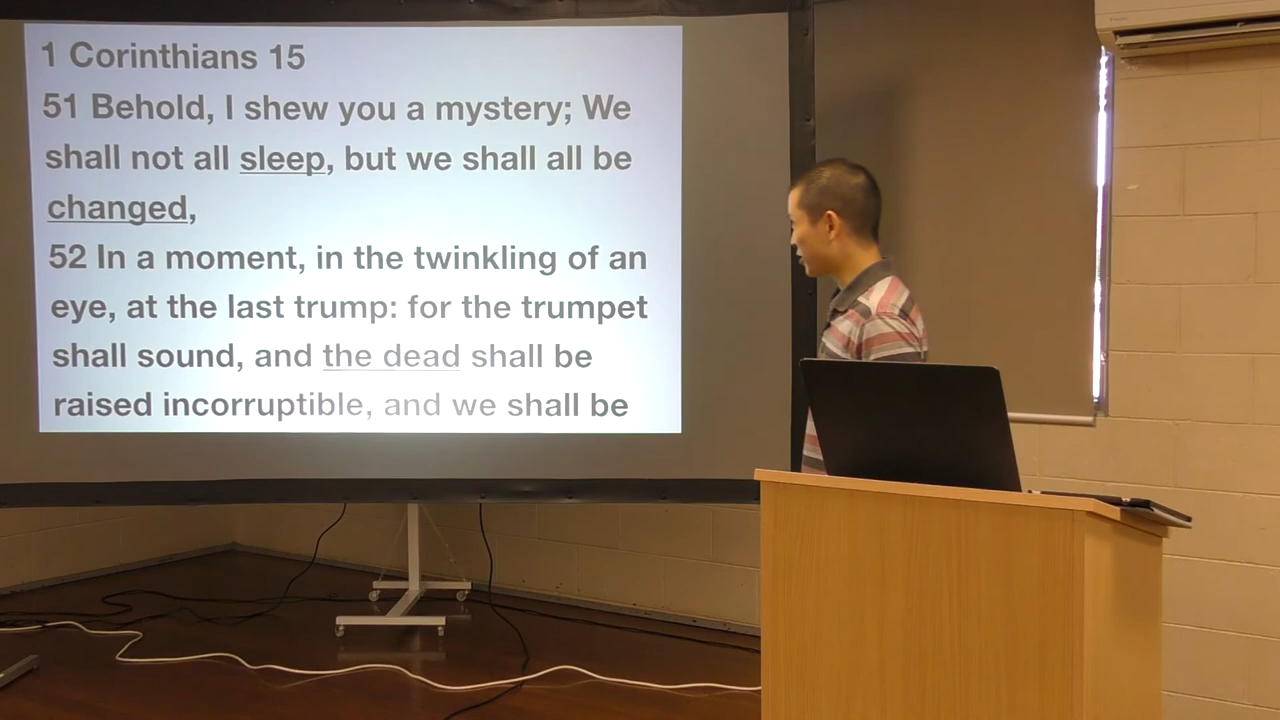 1 Corinthians 15
51 Behold, I shew you a mystery; We
shall not all sleep, but we shall all be
changed,
52 In a moment, in the twinkling of an
eye, at the last trump: for the trumpet
shall sound, and the dead shall be
raised incorruptible, and we shall be